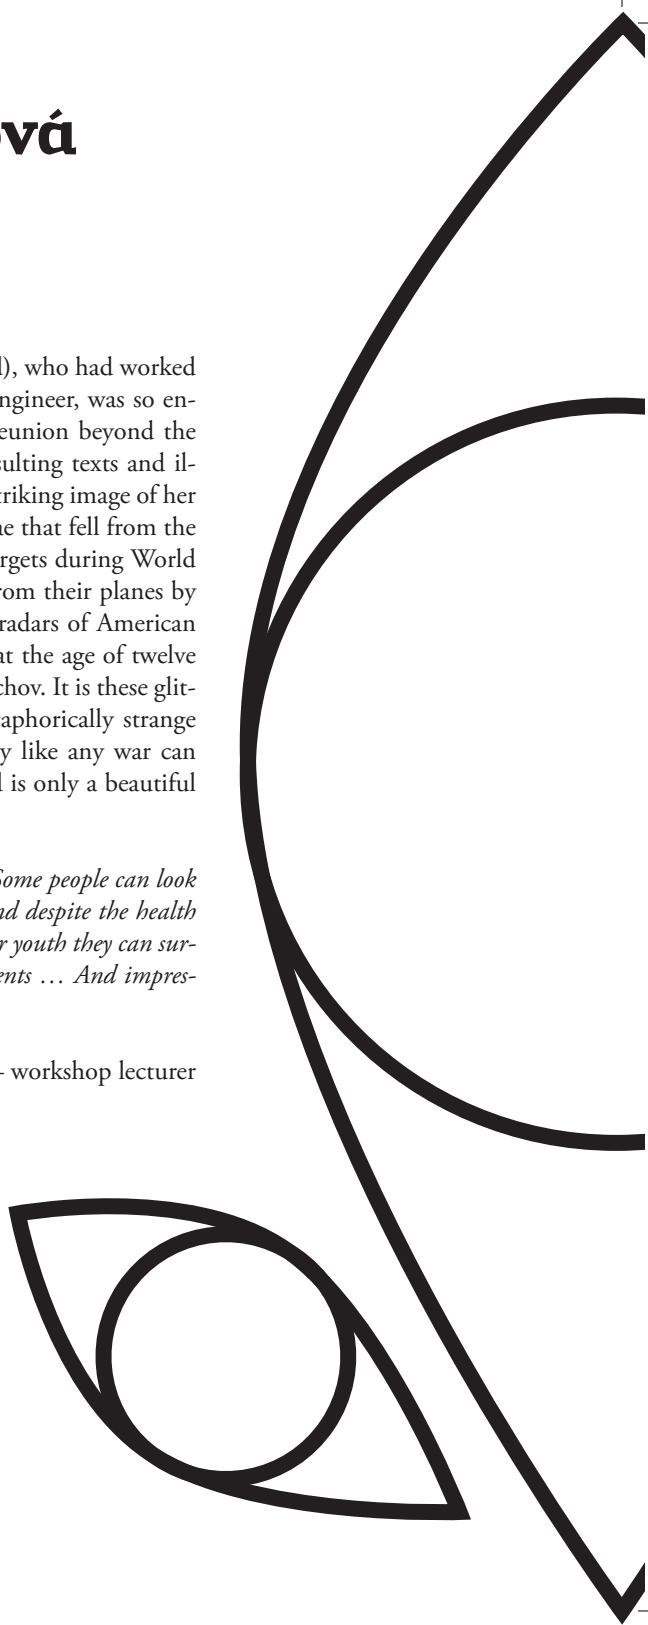 ová
l), who had worked
ngineer, was so en-
eunion beyond the
sulting texts and il-
triking image of her
ne that fell from the
rgets during World
rom their planes by
radars of American
at the age of twelve
chov. It is these glit-
taphorically strange
y like any war can
l is only a beautiful
Some people can look
nd despite the health
r youth they can sur-
ents … And impres-
– workshop lecturer